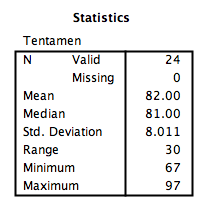 Statistics
Tentamen
N Valid 24
Missing 0
Mean 82.00
Median 81.00
Std. Deviation 8.011
Range 30
Minimum 67
Maximum 97